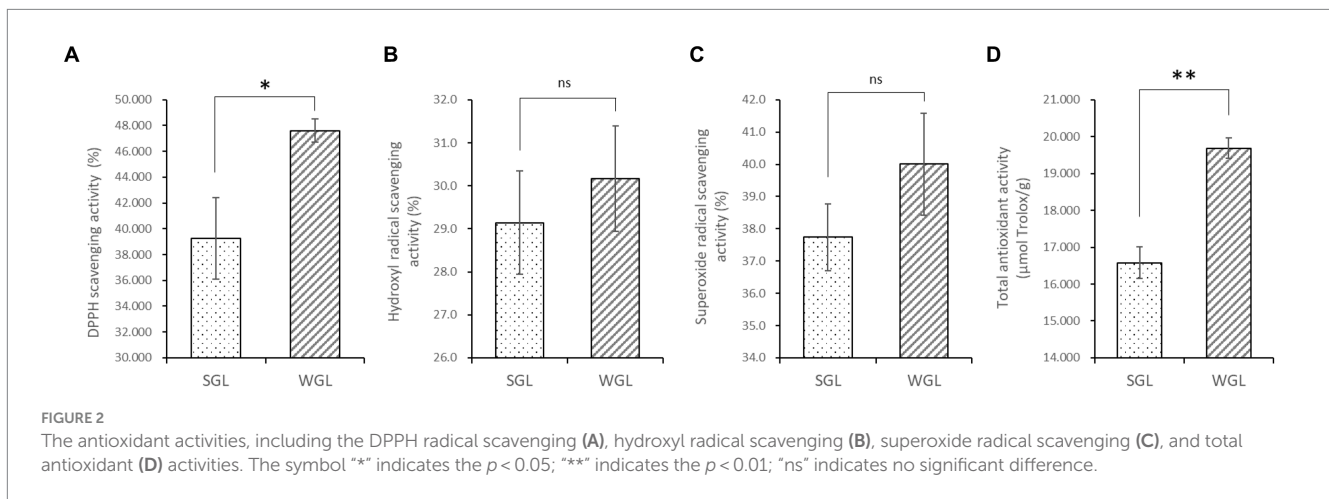 A
*
DPPH scavenging activity (%)
50.000
48.000
46.000
44.000
42.000
40.000
38.000
36.000
34.000
32.000
30.000
SGL WGL
B
ns
Hydroxyl radical scavenging
activity (%)
32.0
31.0
30.0
29.0
28.0
27.0
26.0
SGL WGL
C
ns
Superoxide radical scavenging
activity (%)
42.0
41.0
40.0
39.0
38.0
37.0
36.0
35.0
34.0
SGL WGL
D
**
Total antioxidant activity
(μmol Trolox/g)
21.000
20.000
19.000
18.000
17.000
16.000
15.000
14.000
SGL WGL
FIGURE 2
The antioxidant activities, including the DPPH radical scavenging (A), hydroxyl radical scavenging (B), superoxide radical scavenging (C), and total
antioxidant (D) activities. The symbol “*” indicates the p < 0.05; “**” indicates the p < 0.01; “ns” indicates no significant difference.